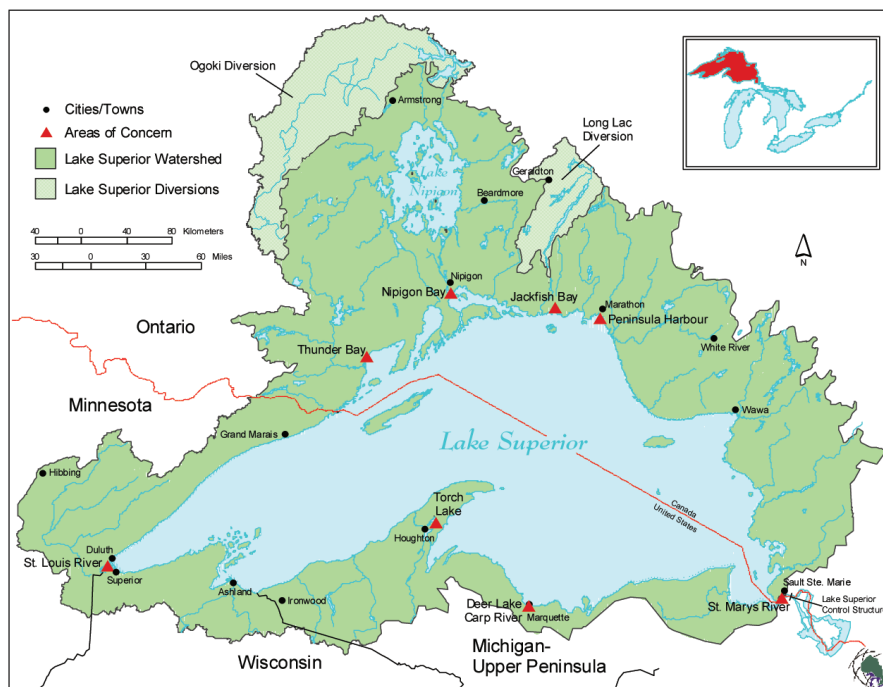 Ogoki Diversion
Cities/Towns
Areas of Concern
Lake Superior Watershed
Lake Superior Diversions
40 0 40 80 Kilometers
30 0 30 60 Miles
Armstrong
Long Lac
Diversion
Geraldton
Lake
Nipigon
Beardmore
N
Nipigon
Nipigon Bay
Jackfish Bay
Marathon
Peninsula Harbour
Ontario
Thunder Bay
White River
Minnesota
Wawa
Grand Marais
Lake Superior
Hibbing
Torch
Lake
Canada
United States
Houghton
Duluth
St. Louis River
Superior
Ashland
Ironwood
Sault Ste. Marie
Lake Superior
Control Structure
St. Marys River
Deer Lake
Carp River
Marquette
Michigan-
Upper Peninsula
Wisconsin